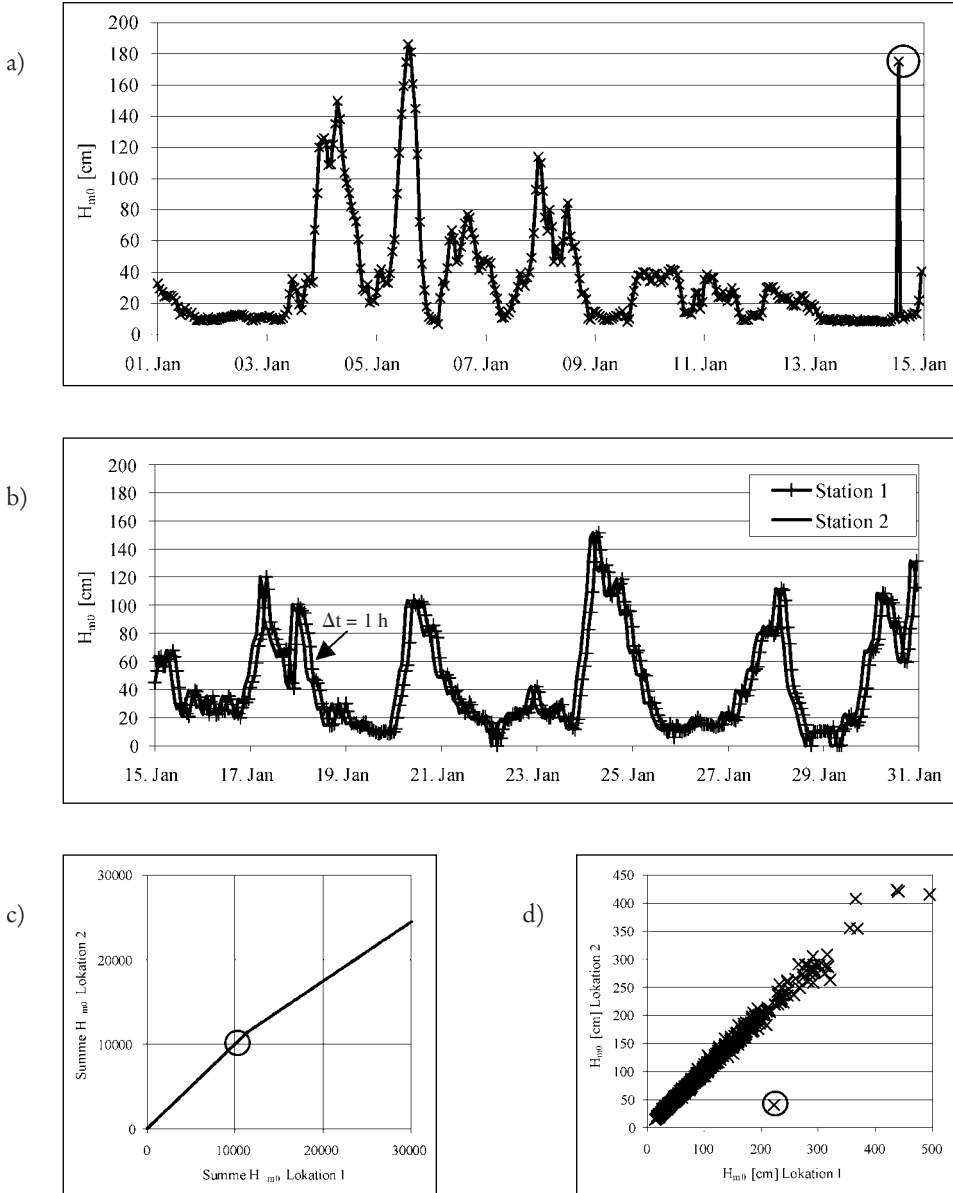 a)
H_m0 [cm]
200
180
160
140
120
100
80
60
40
20
0
01. Jan 03. Jan 05. Jan 07. Jan 09. Jan 11. Jan 13. Jan 15. Jan
b)
H_m0 [cm]
200
180
160
140
120
100
80
60
40
20
0
Station 1
Station 2
Δt = 1 h
15. Jan 17. Jan 19. Jan 21. Jan 23. Jan 25. Jan 27. Jan 29. Jan 31. Jan
c)
Summe H_m0 Lokation 2
30000
20000
10000
0
0 10000 20000 30000
Summe H_m0 Lokation 1
d)
H_m0 [cm] Lokation 2
450
400
350
300
250
200
150
100
50
0
0 100 200 300 400 500
H_m0 [cm] Lokation 1